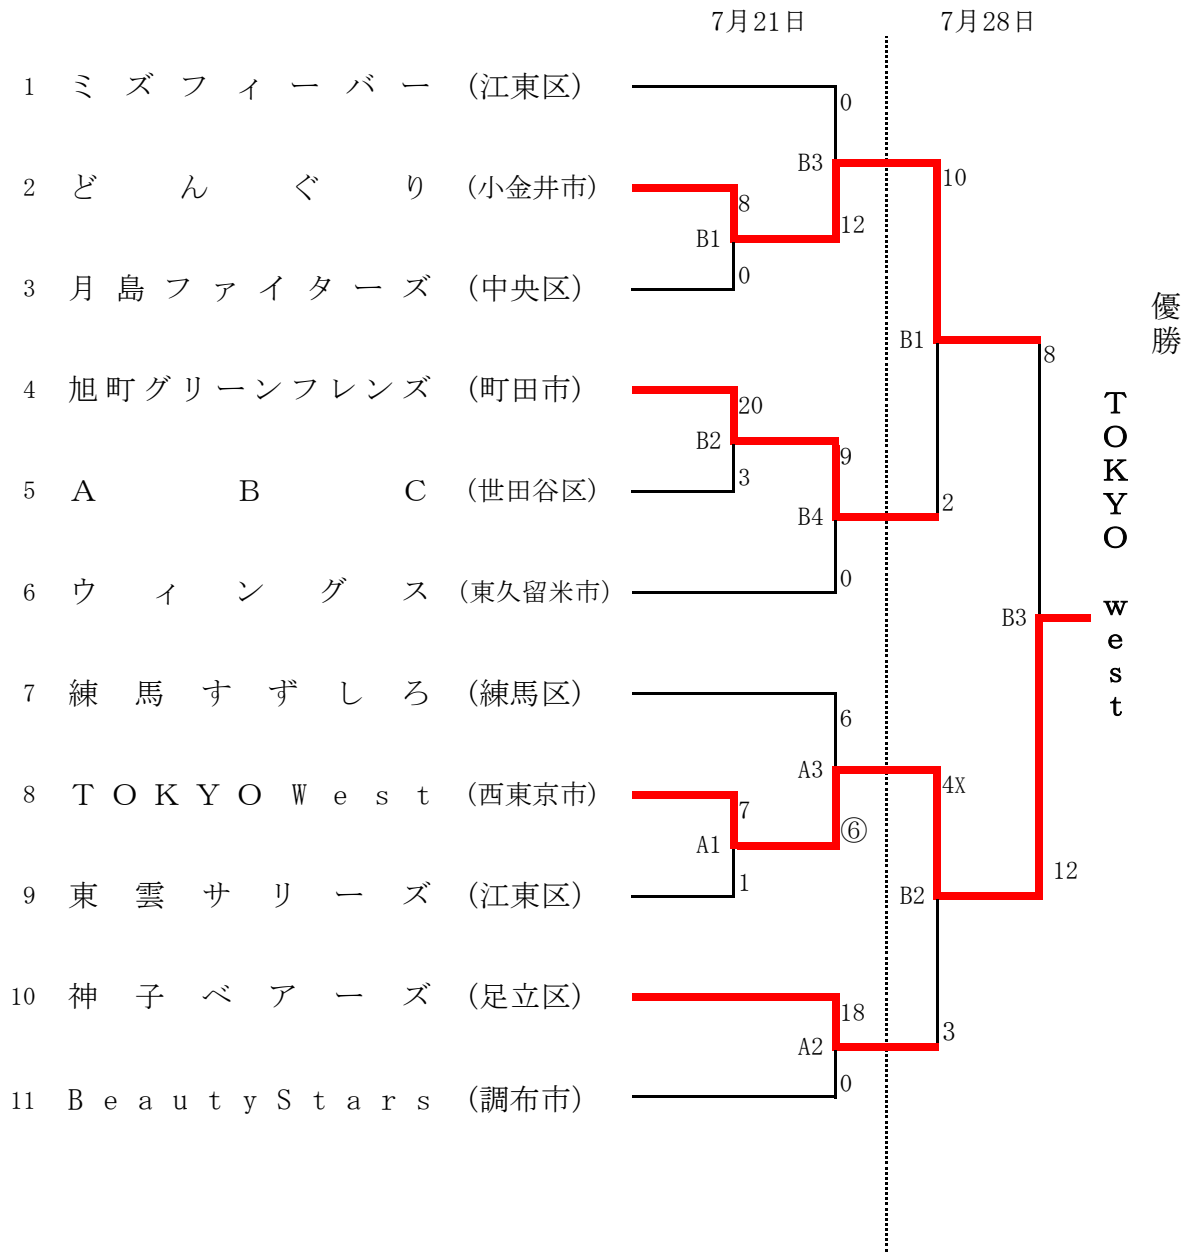 7月21日 7月28日
1 ミズフィーバー (江東区)
0
B3
10
2 どんぐり (小金井市)
8
12
B1
0
3 月島ファイターズ (中央区)
優勝
B1
8
4 旭町グリーンフレンズ (町田市)
20
B2
9
3
5 ABC (世田谷区)
2
B4
0
6 ウィングス (東久留米市)
TOKYO west
B3
7 練馬すずしろ (練馬区)
6
A3
4X
8 TOKYOWest (西東京市)
7
⑥
A1
12
1
9 東雲サリーズ (江東区)
B2
10 神子ベアーズ (足立区)
18
3
A2
0
11 BeautyStars (調布市)